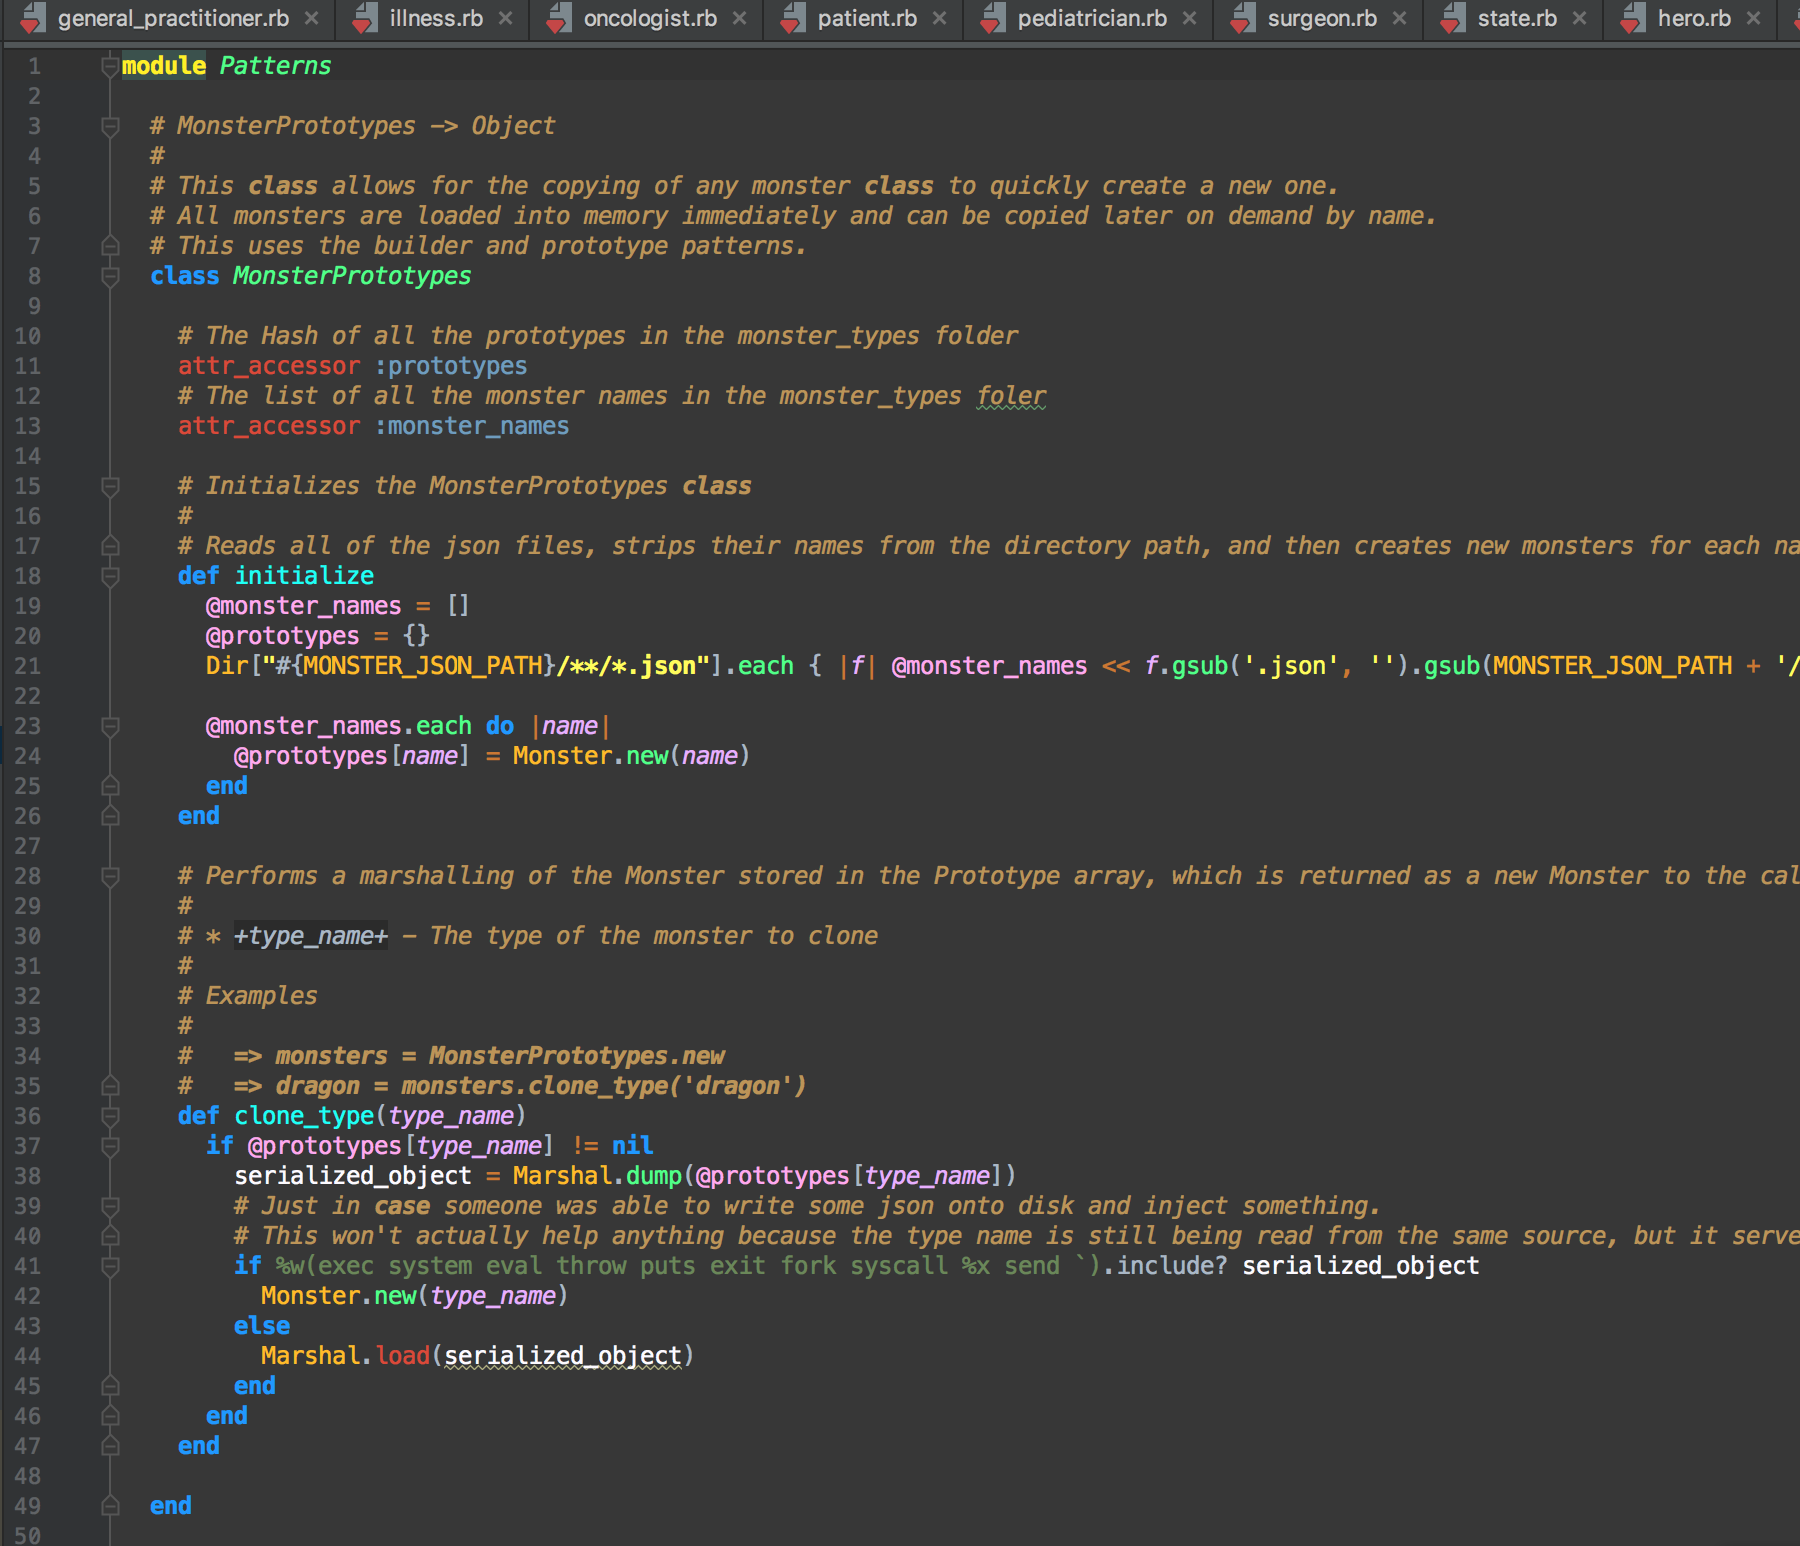 general_practitioner.rb illness.rb oncologist.rb patient.rb pediatrician.rb surgeon.rb state.rb hero.rb
1 module Patterns
2
3 # MonsterPrototypes -> Object
4 #
5 # This class allows for the copying of any monster class to quickly create a new one.
6 # All monsters are loaded into memory immediately and can be copied later on demand by name.
7 # This uses the builder and prototype patterns.
8 class MonsterPrototypes
9
10 # The Hash of all the prototypes in the monster_types folder
11 attr_accessor :prototypes
12 # The list of all the monster names in the monster_types foler
13 attr_accessor :monster_names
14
15 # Initializes the MonsterPrototypes class
16 #
17 # Reads all of the json files, strips their names from the directory path, and then creates new monsters for each na
18 def initialize
19 @monster_names = []
20 @prototypes = {}
21 Dir["#{MONSTER_JSON_PATH}/**/*.json"].each { |f| @monster_names << f.gsub('.json', '').gsub(MONSTER_JSON_PATH + '/
22
23 @monster_names.each do |name|
24 @prototypes[name] = Monster.new(name)
25 end
26 end
27
28 # Performs a marshalling of the Monster stored in the Prototype array, which is returned as a new Monster to the cal
29 #
30 # * +type_name+ - The type of the monster to clone
31 #
32 # Examples
33 #
34 # => monsters = MonsterPrototypes.new
35 # => dragon = monsters.clone_type('dragon')
36 def clone_type(type_name)
37 if @prototypes[type_name] != nil
38 serialized_object = Marshal.dump(@prototypes[type_name])
39 # Just in case someone was able to write some json onto disk and inject something.
40 # This won't actually help anything because the type name is still being read from the same source, but it serve
41 if %w(exec system eval throw puts exit fork syscall %x send `).include? serialized_object
42 Monster.new(type_name)
43 else
44 Marshal.load(serialized_object)
45 end
46 end
47 end
48
49 end
50